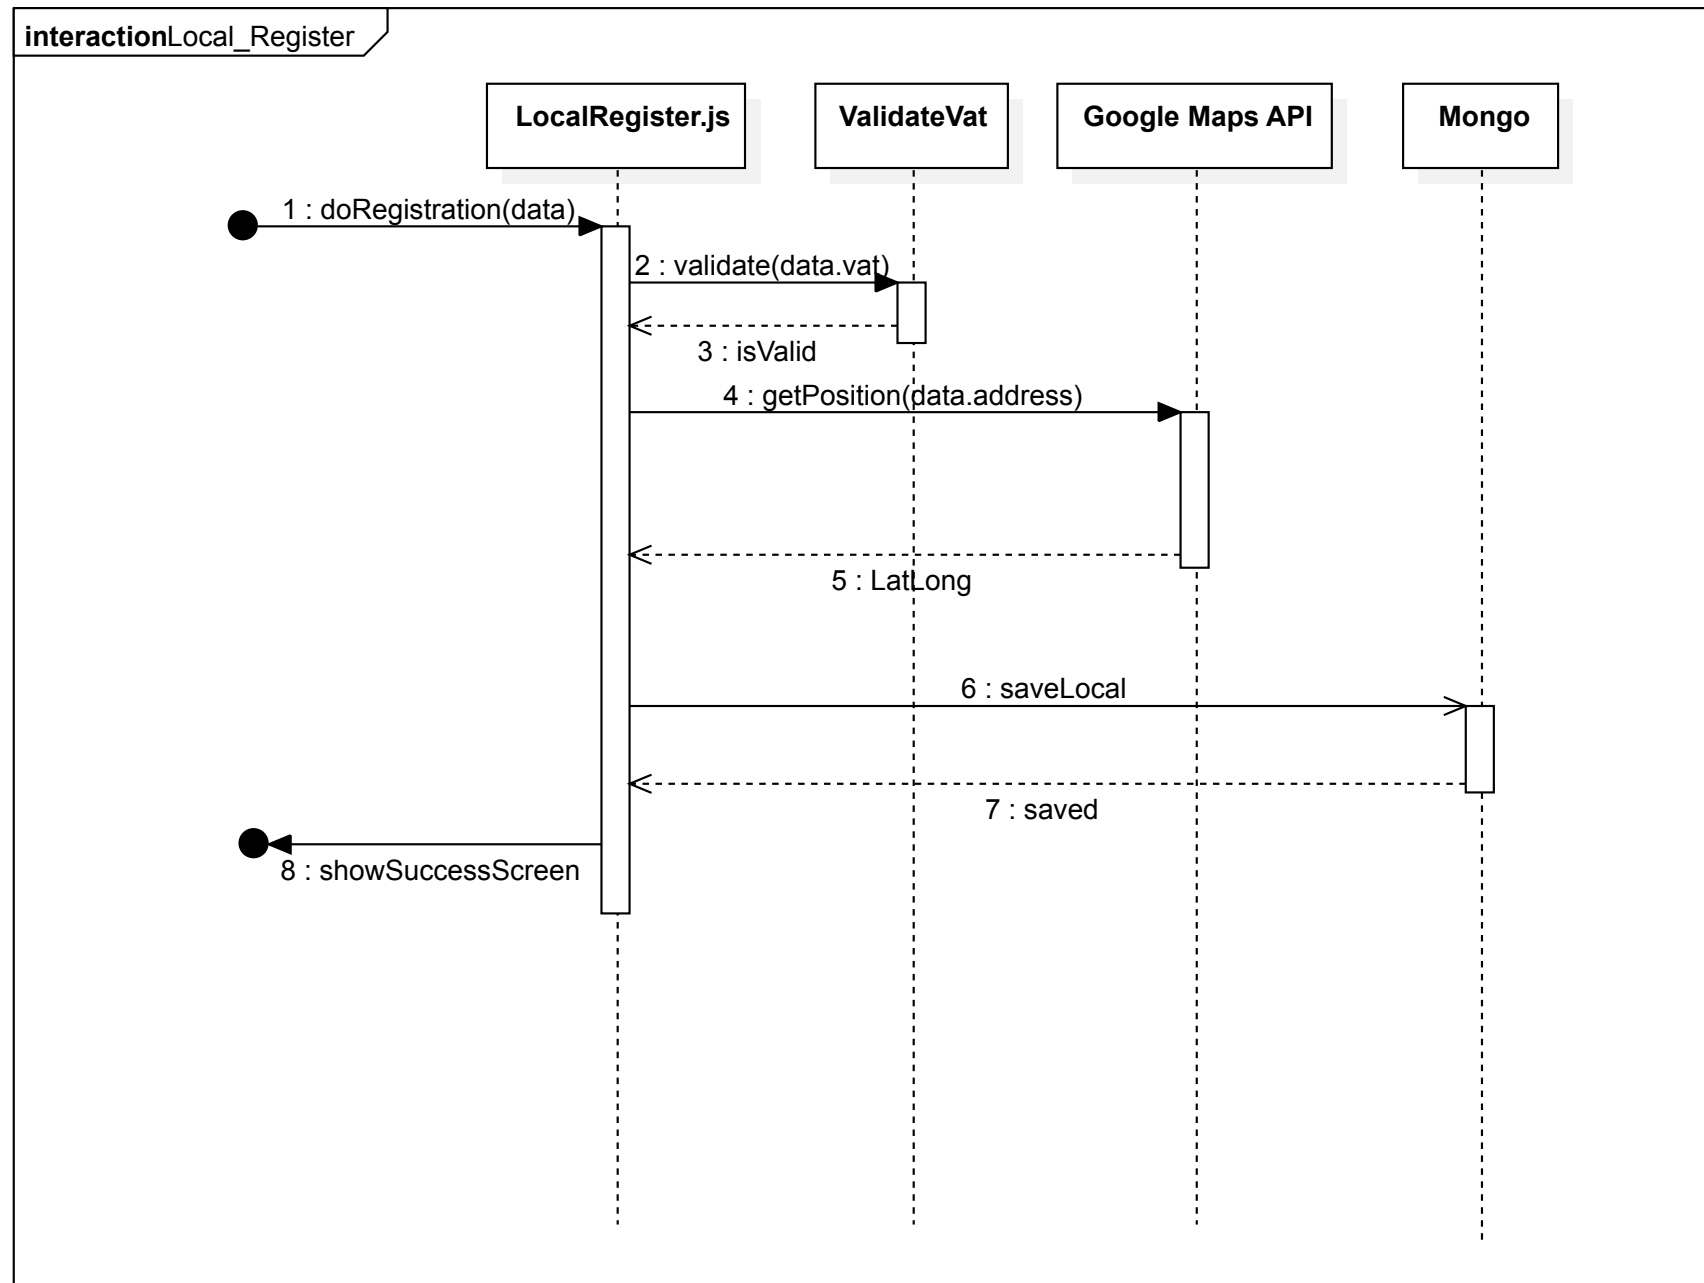 interactionLocal_Register
LocalRegister.js
ValidateVat
Google Maps API
Mongo
1 : doRegistration(data)
2 : validate(data.vat)
3 : isValid
4 : getPosition(data.address)
5 : LatLong
6 : saveLocal
7 : saved
8 : showSuccessScreen